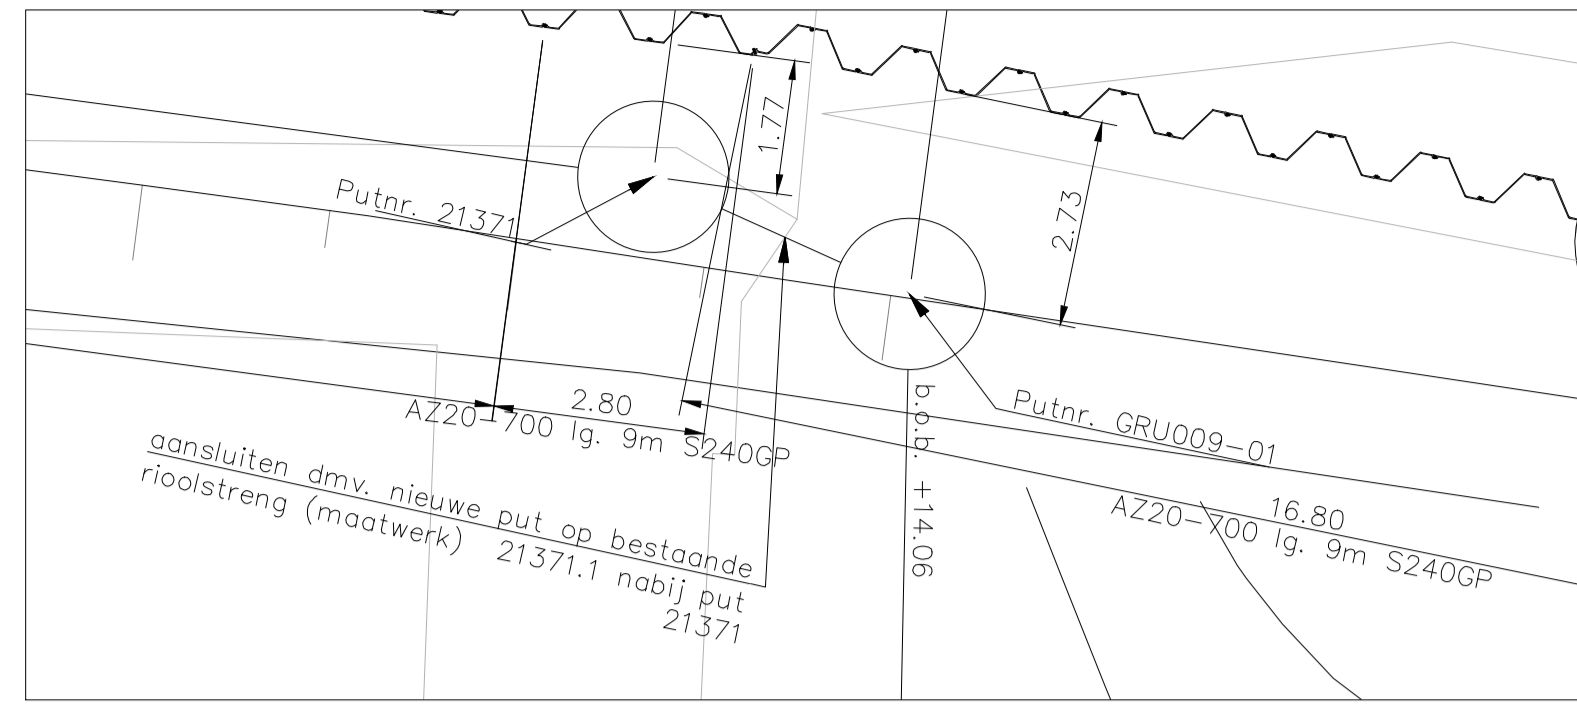 1.77
Putnr. 21371
2.73
2.80
AZ20-700 lg. 9m S240GP
b.o.b. +14.06
Putnr. GRU009-01
aansluiten dmv. nieuwe put op bestaande
rioolstreng (maatwerk) 21371.1 nabij put
21371
16.80
AZ20-700 lg. 9m S240GP